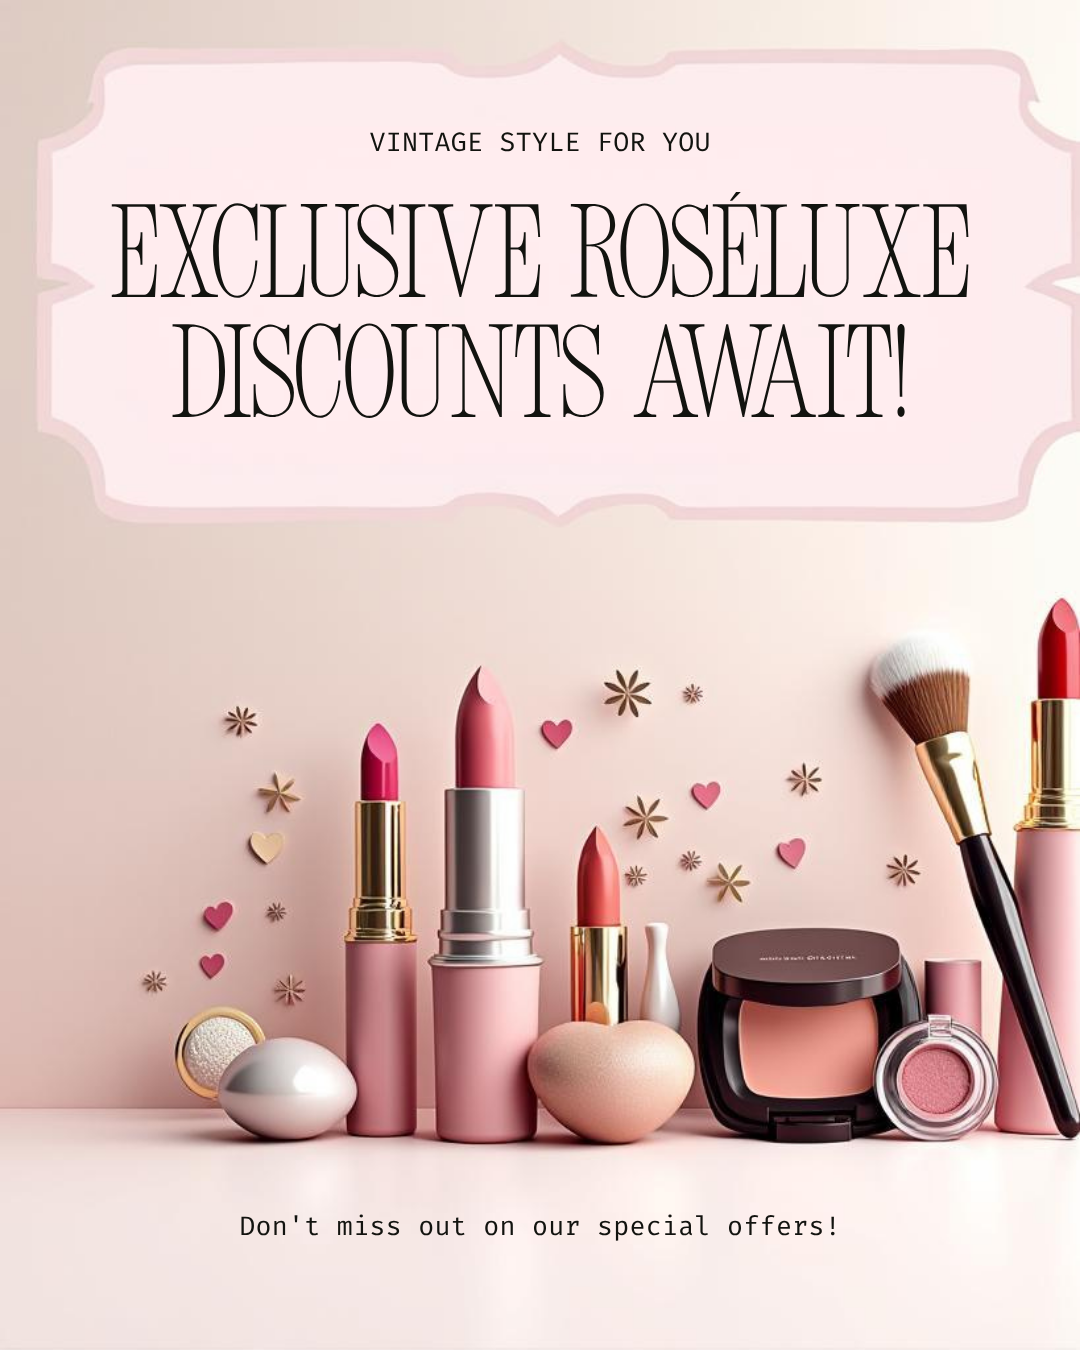 VINTAGE STYLE FOR YOU
EXCLUSIVE ROSÉLUXE
DISCOUNTS AWAIT!
Don't miss out on our special offers!